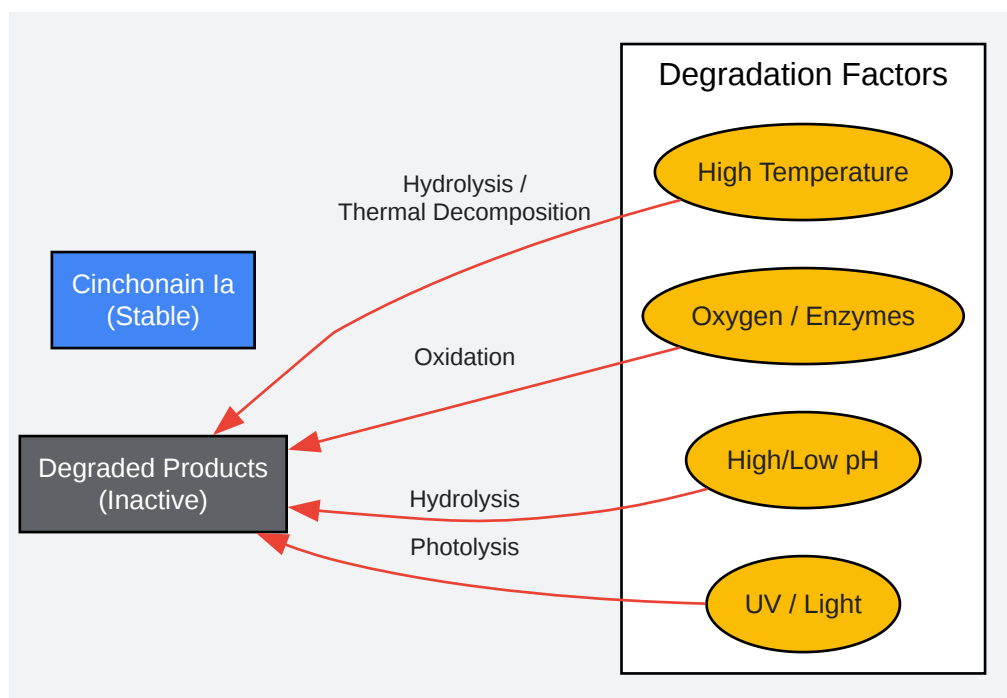 Degradation Factors
High Temperature
Hydrolysis /
Thermal Decomposition
Cinchonain Ia
(Stable)
Oxygen / Enzymes
Oxidation
Degraded Products
(Inactive)
High/Low pH
Hydrolysis
Photolysis
UV / Light